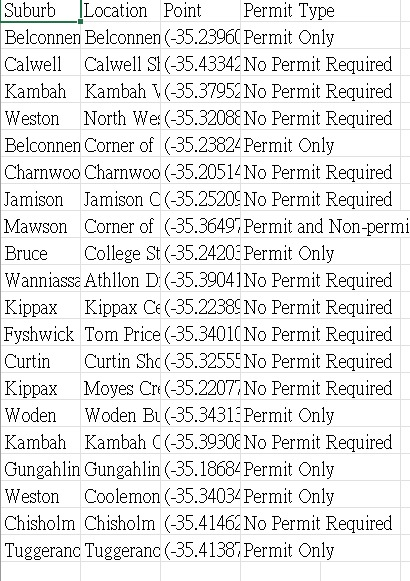 Suburb Location Point Permit Type
Belconnen Belconnen (-35.23960 Permit Only
Calwell Calwell Sl (-35.43342 No Permit Required
Kambah Kambah V (-35.37952 No Permit Required
Weston North Wes (-35.32088 No Permit Required
Belconnen Corner of (-35.23824 Permit Only
Charnwoo Charnwoo (-35.20514 No Permit Required
Jamison Jamison C (-35.25209 No Permit Required
Mawson Corner of (-35.36497 Permit and Non-permi
Bruce College St (-35.24203 Permit Only
Wanniassa Athllon D (-35.39041 No Permit Required
Kippax Kippax Ce (-35.22389 No Permit Required
Fyshwick Tom Price (-35.34010 No Permit Required
Curtin Curtin Sho (-35.32555 No Permit Required
Kippax Moyes Cre (-35.22077 No Permit Required
Woden Woden Bu (-35.34313 Permit Only
Kambah Kambah C (-35.39308 No Permit Required
Gungahlin Gungahlin (-35.18684 Permit Only
Weston Coolemon (-35.34034 Permit Only
Chisholm Chisholm (-35.41462 No Permit Required
Tuggeranc Tuggeranc (-35.41387 Permit Only